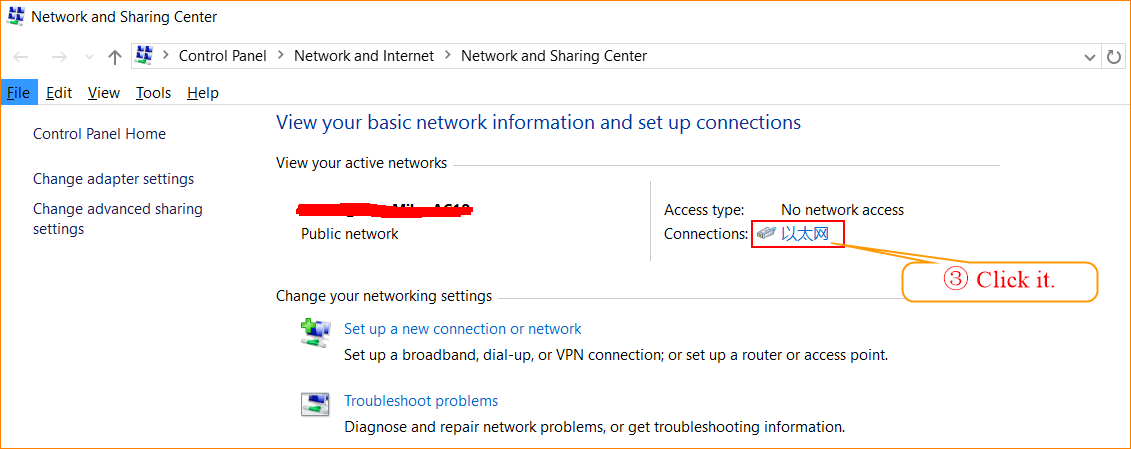 Network and Sharing Center
Control Panel > Network and Internet > Network and Sharing Center
File Edit View Tools Help
Control Panel Home
Change adapter settings
Change advanced sharing
settings
View your basic network information and set up connections
View your active networks
Public network
Access type: No network access
Connections: 以太网
③ Click it.
Change your networking settings
Set up a new connection or network
Set up a broadband, dial-up, or VPN connection; or set up a router or access point.
Troubleshoot problems
Diagnose and repair network problems, or get troubleshooting information.